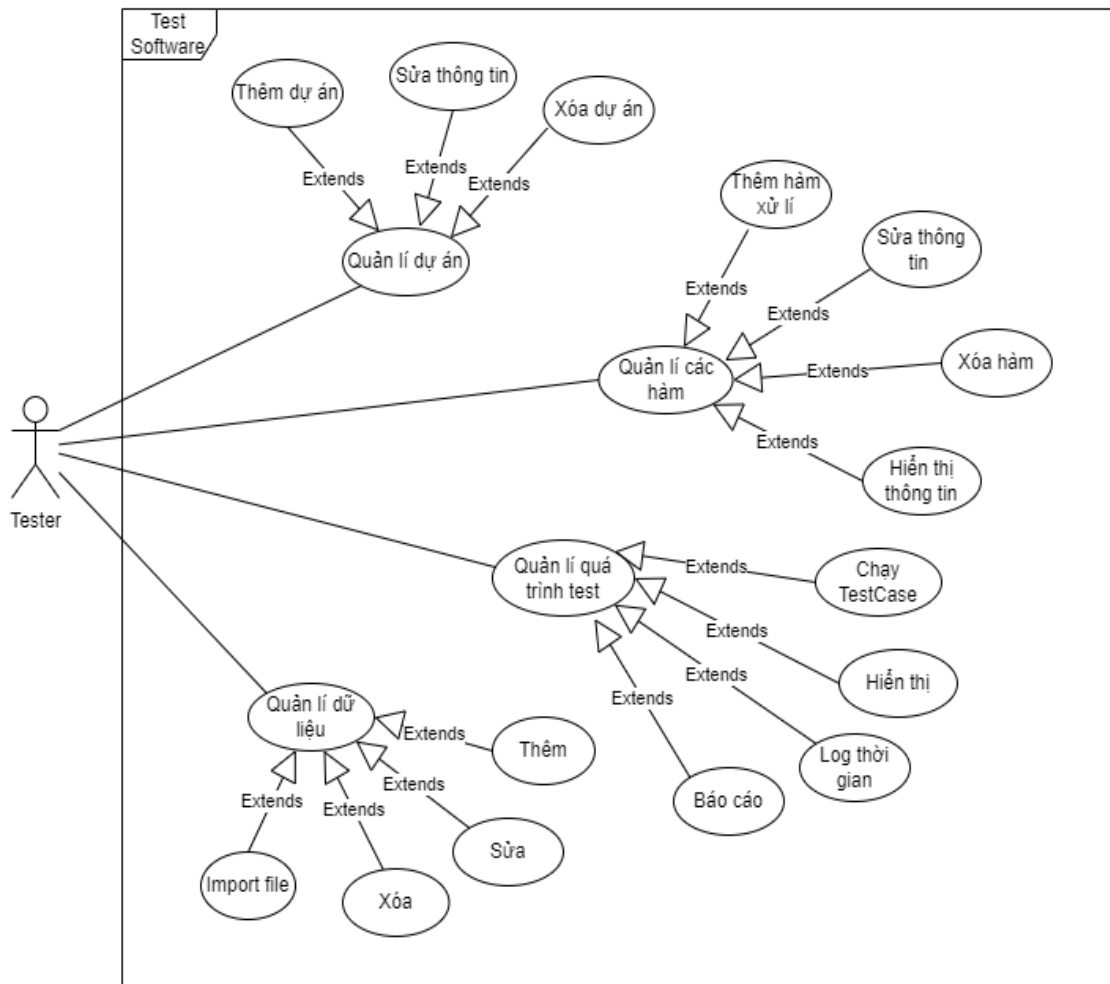 Test
Software
Thêm dự án
Sửa thông tin
Xóa dự án
Extends
Extends
Extends
Quản lí dự án
Thêm hàm
xử lí
Sửa thông
tin
Extends
Extends
Quản lí các
hàm
Extends
Xóa hàm
Extends
Hiển thị
thông tin
Tester
Quản lí quá
trình test
Extends
Chạy
TestCase
Extends
Hiển thị
Extends
Extends
Log thời
gian
Báo cáo
Quản lí dữ
liệu
Extends
Thêm
Extends
Extends
Extends
Sửa
Import file
Xóa